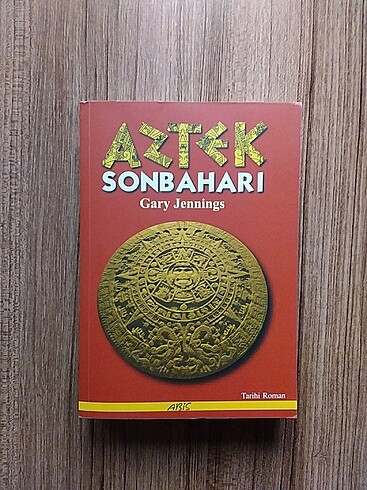 AZTEK
SONBAHARI
Gary Jennings
Tarihi Roman
ABİS